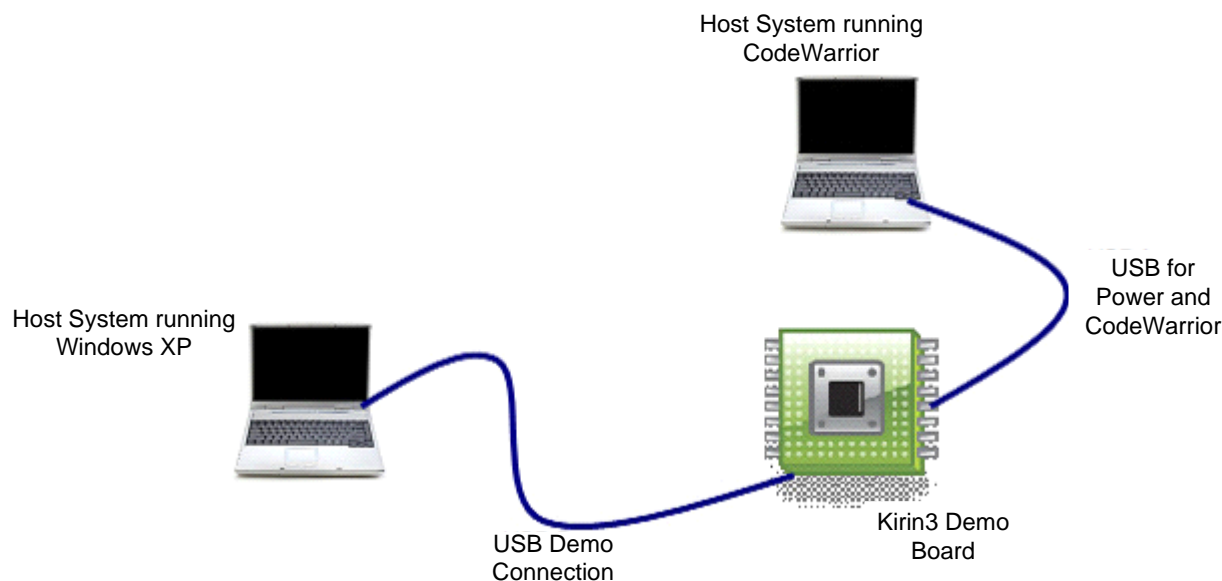 Host System running
CodeWarrior
USB for
Power and
CodeWarrior
Host System running
Windows XP
Kirin3 Demo
Board
USB Demo
Connection